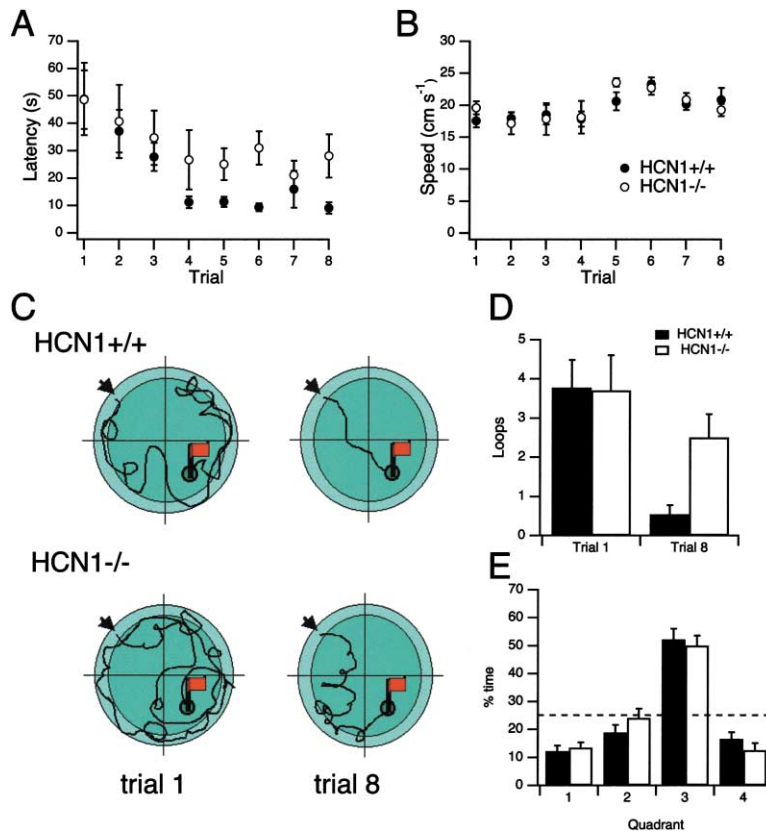 A
Latency (s)
70
60
50
40
30
20
10
0
1 2 3 4 5 6 7 8
Trial
B
Speed (cm s⁻¹)
30
25
20
15
10
5
0
HCN1+/+
HCN1-/-
1 2 3 4 5 6 7 8
Trial
C
HCN1+/+
HCN1-/-
trial 1 trial 8
D
Loops
5
4
3
2
1
0
HCN1+/+
HCN1-/-
Trial 1 Trial 8
E
% time
70
60
50
40
30
20
10
0
1 2 3 4
Quadrant